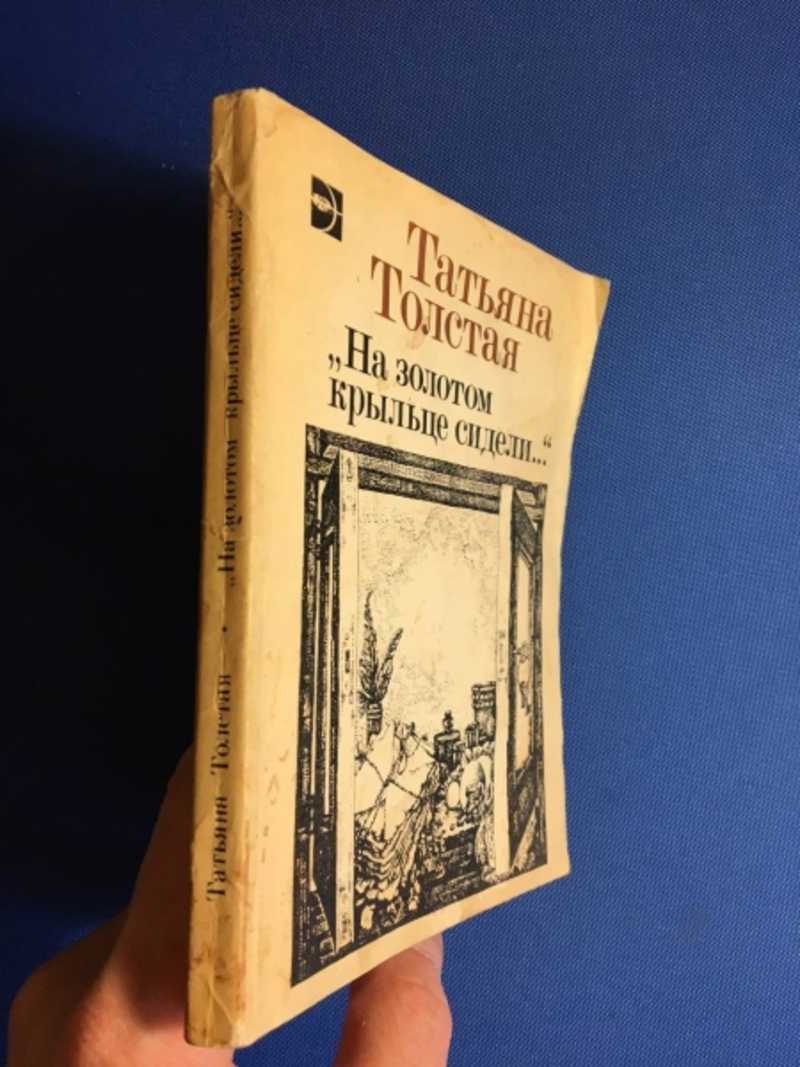 Татьяна
Толстая
„На золотом
крыльце сидели...“
Татьяна Толстая • „На золотом крыльце сидели...“